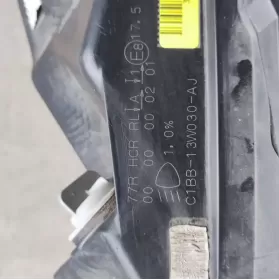 77R HCR RL1A 11 E8 17.5
00 00 00 02 01
1.0%
C1BB-13W030-AJ